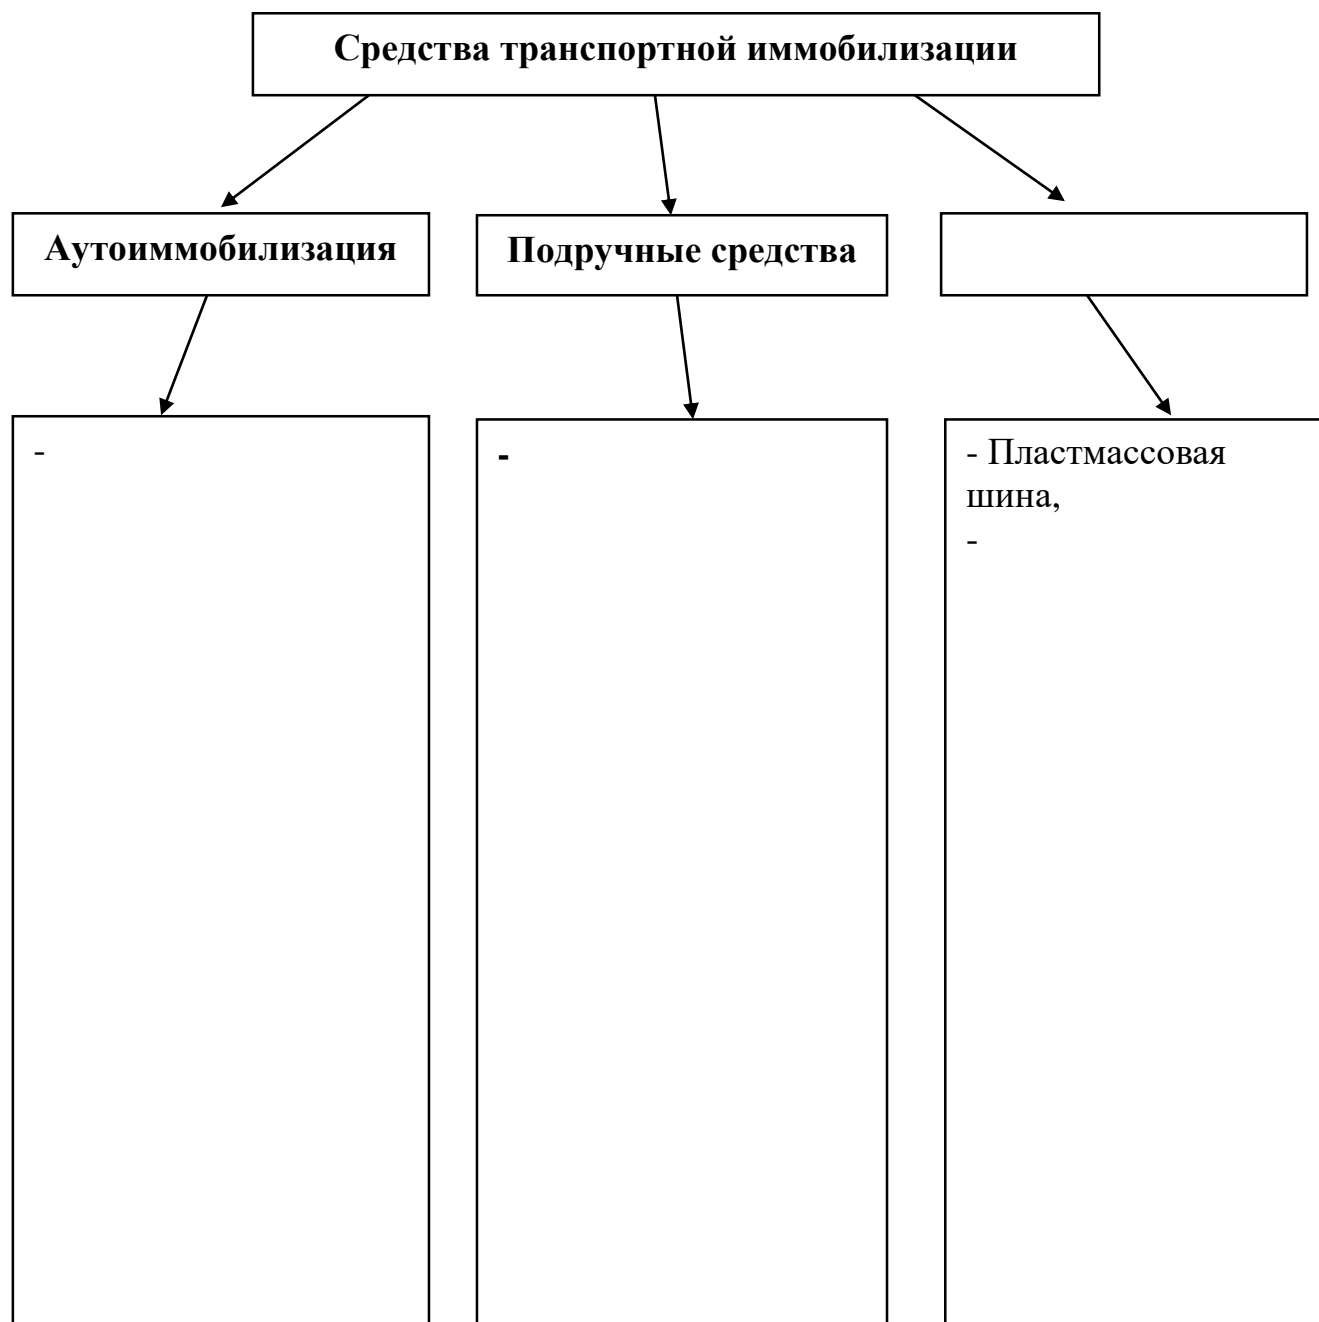 Средства транспортной иммобилизации
Аутоиммобилизация
Подручные средства
-
-
- Пластмассовая
шина,
-